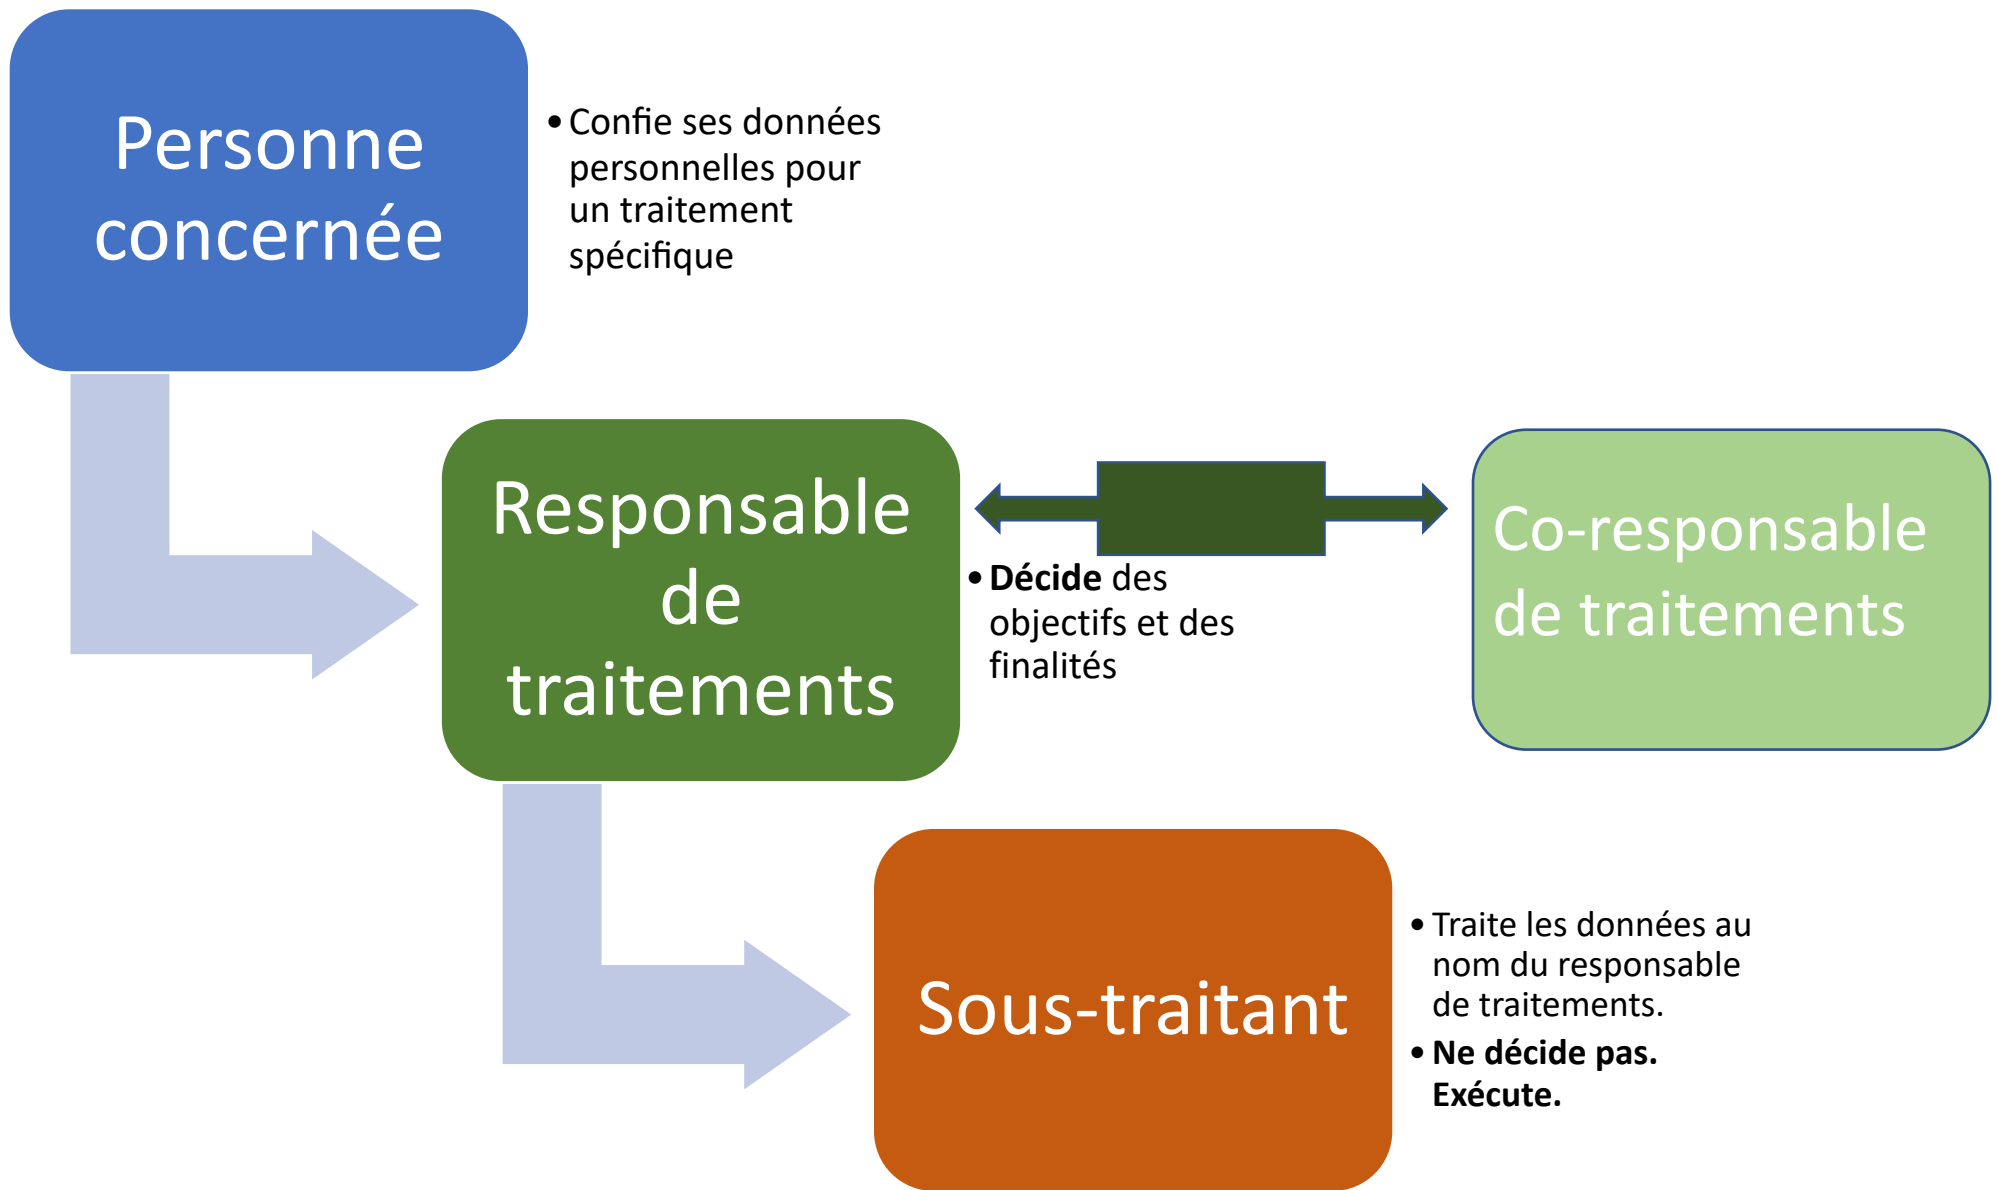 Personne
concernée
• Confie ses données
personnelles pour
un traitement
spécifique
Responsable
de
traitements
• Décide des
objectifs et des
finalités
Co-responsable
de traitements
Sous-traitant
• Traite les données au
nom du responsable
de traitements.
• Ne décide pas.
Exécute.